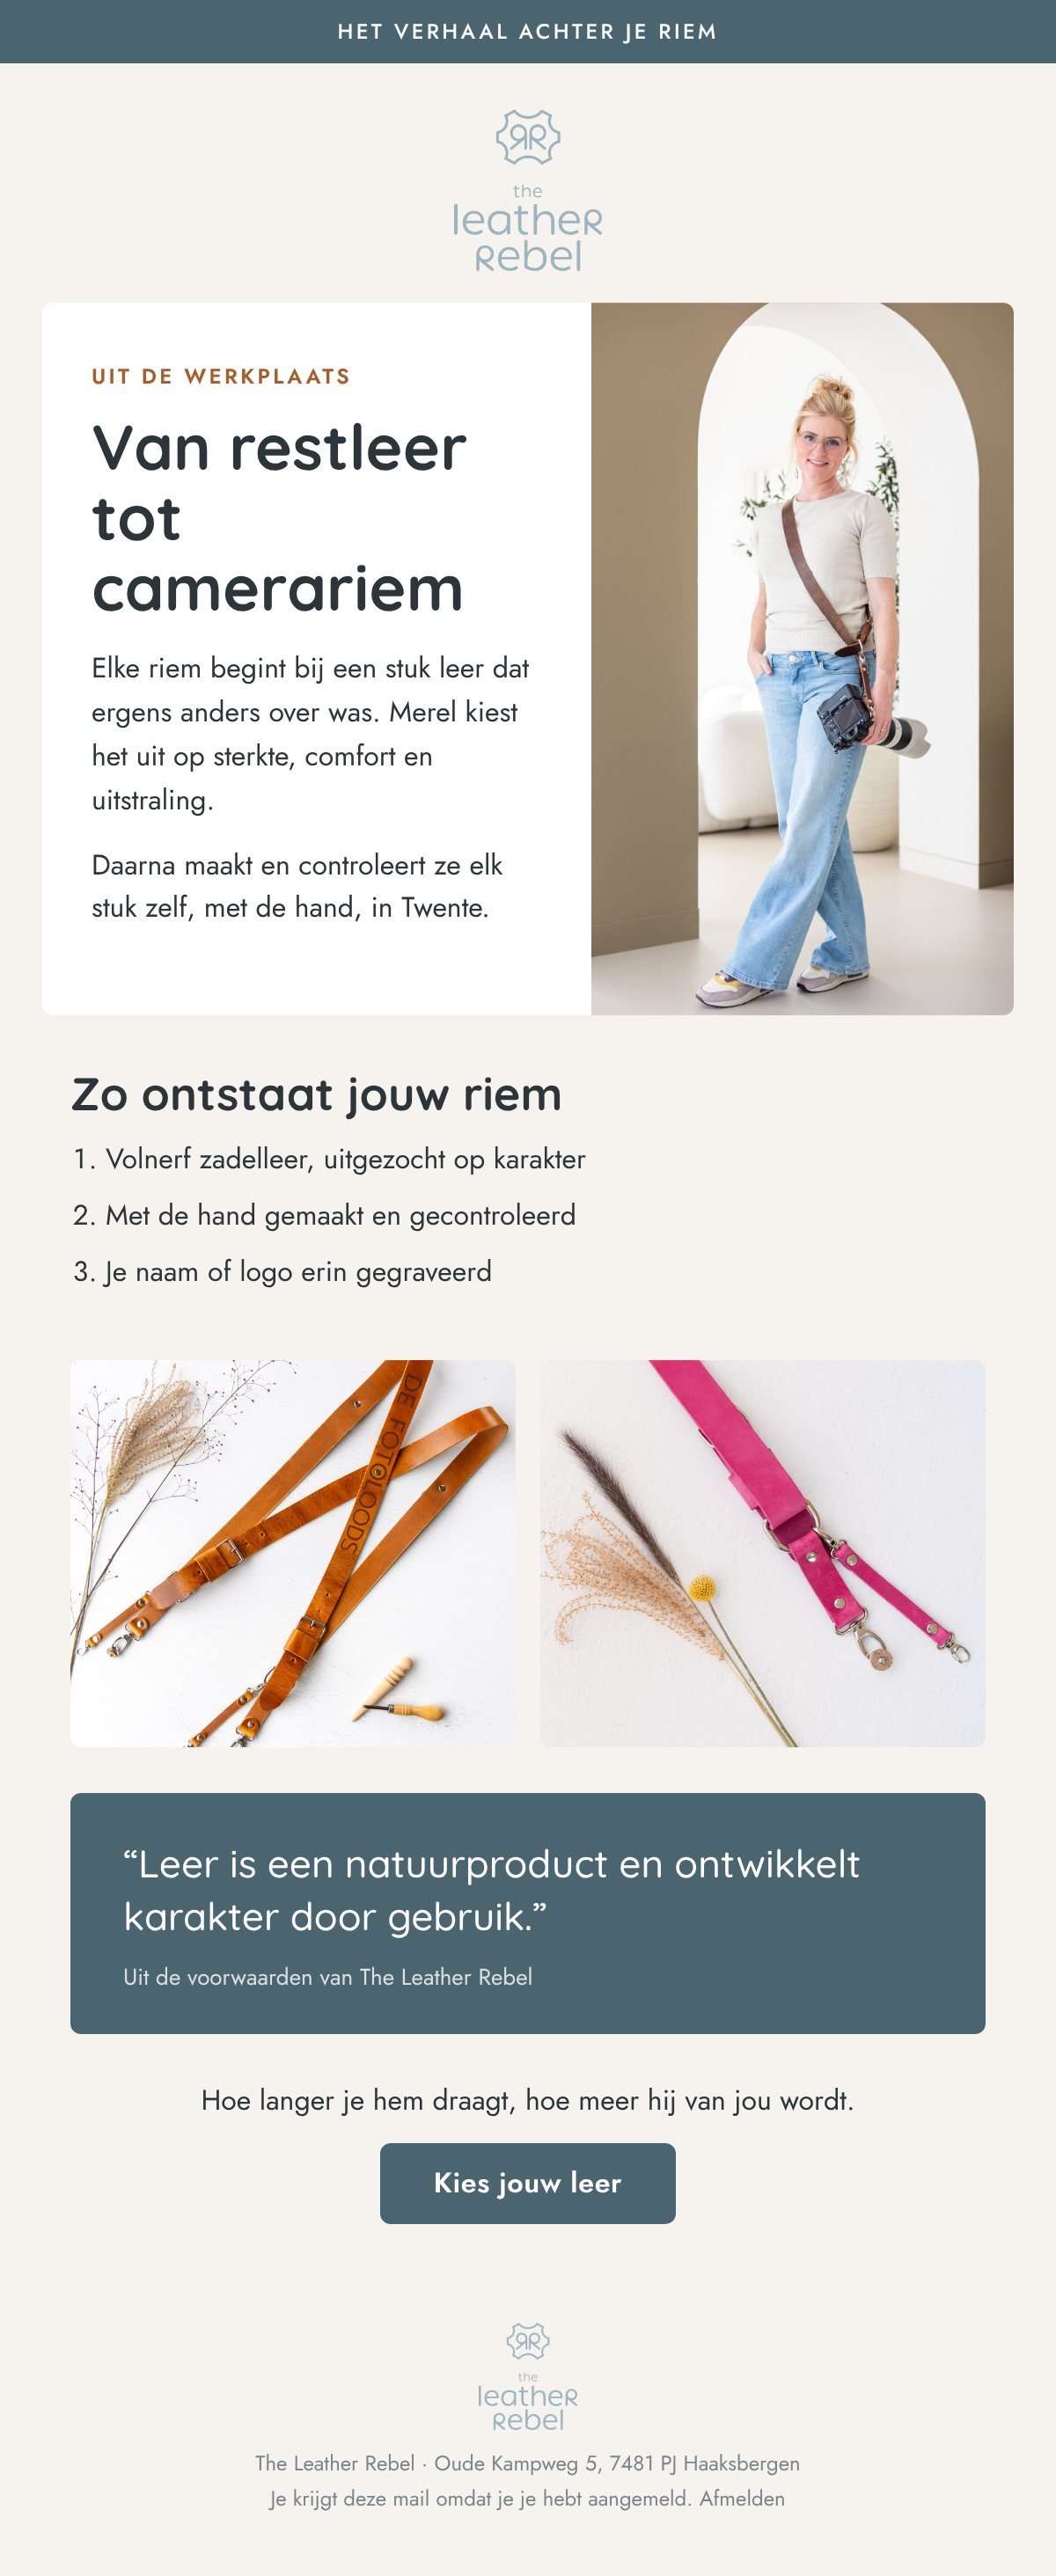 HET VERHAAL ACHTER JE RIEM
the
leather
rebel
UIT DE WERKPLAATS
Van restleer
tot
camerariem
Elke riem begint bij een stuk leer dat
ergens anders over was. Merel kiest
het uit op sterkte, comfort en
uitstraling.
Daarna maakt en controleert ze elk
stuk zelf, met de hand, in Twente.
Zo ontstaat jouw riem
1. Volnerf zadelleer, uitgezocht op karakter
2. Met de hand gemaakt en gecontroleerd
3. Je naam of logo erin gegraveerd
DE FOTOLOODS
“Leer is een natuurproduct en ontwikkelt
karakter door gebruik.”
Uit de voorwaarden van The Leather Rebel
Hoe langer je hem draagt, hoe meer hij van jou wordt.
Kies jouw leer
the
leather
rebel
The Leather Rebel · Oude Kampweg 5, 7481 PJ Haaksbergen
Je krijgt deze mail omdat je je hebt aangemeld. Afmelden